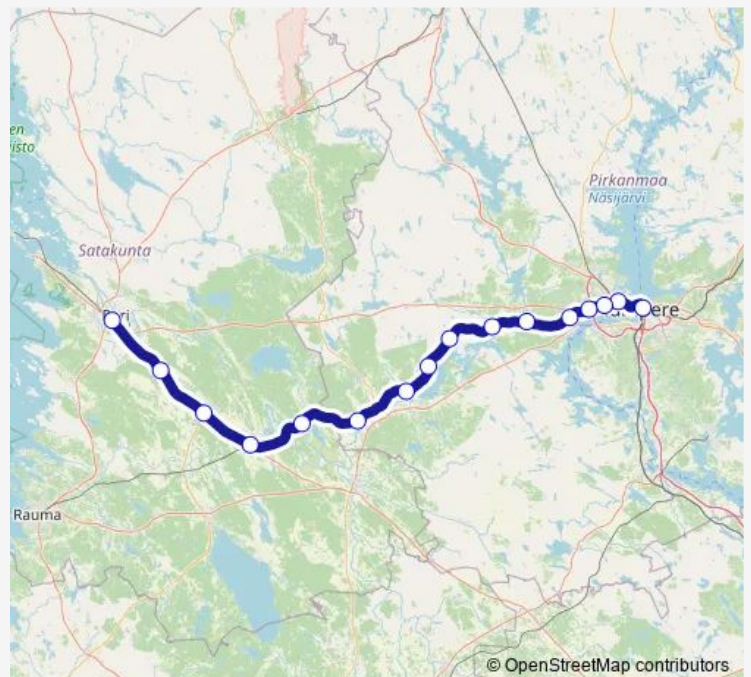 Pirkanmaa
Näsijärvi
Satakunta
Rauma
© OpenStreetMap contributors